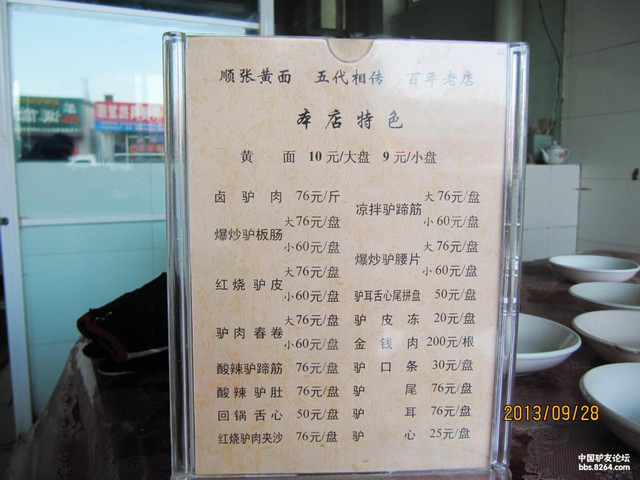 顺张黄面 五代相传 百年老店
本店特色
黄 面 10元/大盘 9元/小盘
卤驴肉 76元/斤
爆炒驴板肠 大76元/盘
小60元/盘
红烧驴皮 大76元/盘
小60元/盘
驴肉春卷 大76元/盘
小60元/盘
酸辣驴蹄筋 76元/盘
酸辣驴肚 76元/盘
回锅舌心 50元/盘
红烧驴肉夹沙 76元/盘
凉拌驴蹄筋 大76元/盘
小60元/盘
爆炒驴腰片 大76元/盘
小60元/盘
驴耳舌心尾拼盘 50元/盘
驴皮冻 20元/盘
金钱肉 200元/根
驴口条 30元/盘
驴尾 76元/盘
驴耳 76元/盘
驴心 25元/盘
2013/09/28
中国驴友论坛
bbs.8264.com